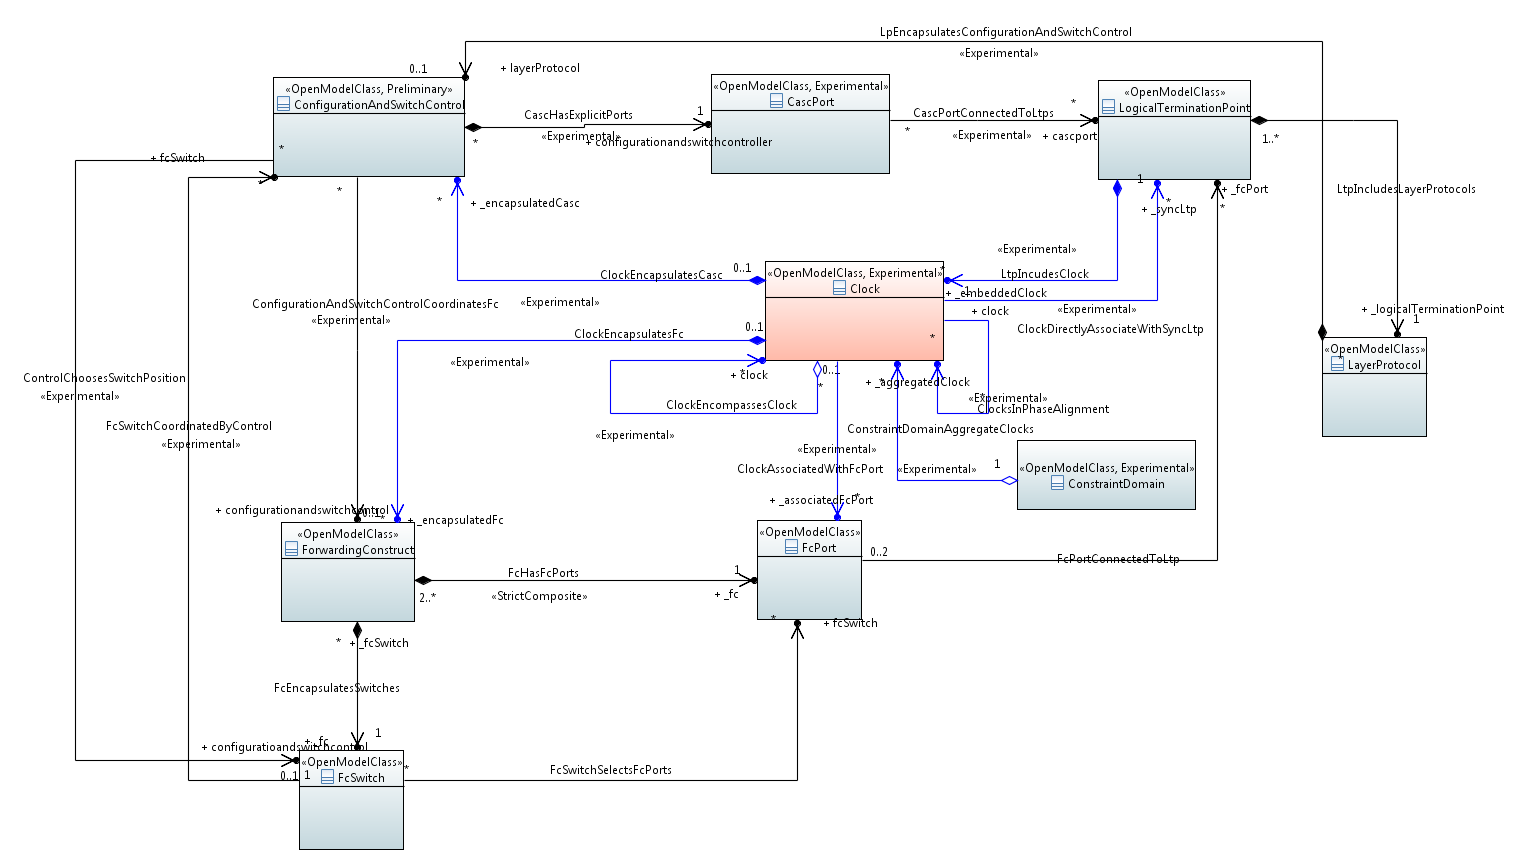 LpEncapsulatesConfigurationAndSwitchControl
«Experimental»
0..1
+ layerProtocol
«OpenModelClass, Preliminary»
ConfigurationAndSwitchControl
*
«OpenModelClass, Experimental»
CascPort
«OpenModelClass»
LogicalTerminationPoint
CascHasExplicitPorts
1
«Experimental»
*
+ configurationandswitchcontroller
CascPortConnectedToLtps
*
*
«Experimental»
+ cascport
1..*
+ fcSwitch
*
*
*
+ _encapsulatedCasc
1
*
+ _syncLtp
+ _fcPort
*
LtpIncludesLayerProtocols
«Experimental»
ClockEncapsulatesCasc
0..1
«OpenModelClass, Experimental»
Clock
*
*
LtpIncudesClock
+ _embeddedClock
1
«Experimental»
+ clock
ClockDirectlyAssociateWithSyncLtp
+ _logicalTerminationPoint
1
ConfigurationAndSwitchControlCoordinatesFc
«Experimental»
«Experimental»
ClockEncapsulatesFc
0..1
«Experimental»
«OpenModelClass»
LayerProtocol
*
ControlChoosesSwitchPosition
«Experimental»
+ clock
*
0..1
*
+ _aggregatedClock
*
ClockEncompassesClock
«Experimental»
«Experimental»
*
ClocksInPhaseAlignment
FcSwitchCoordinatedByControl
«Experimental»
ConstraintDomainAggregateClocks
«Experimental»
ClockAssociatedWithFcPort
«Experimental»
1
«OpenModelClass, Experimental»
ConstraintDomain
+ _associatedFcPort
*
+ configurationandswitchcontrol
0..1
*
+ _encapsulatedFc
«OpenModelClass»
ForwardingConstruct
«OpenModelClass»
FcPort
*
0..2
FcPortConnectedToLtp
FcHasFcPorts
1
2..*
«StrictComposite»
+ _fc
+ fcSwitch
*
+ _fcSwitch
FcEncapsulatesSwitches
1
+ _fc
+ configuratioandswitchcontrol
«OpenModelClass»
FcSwitch
0..1
1
*
FcSwitchSelectsFcPorts